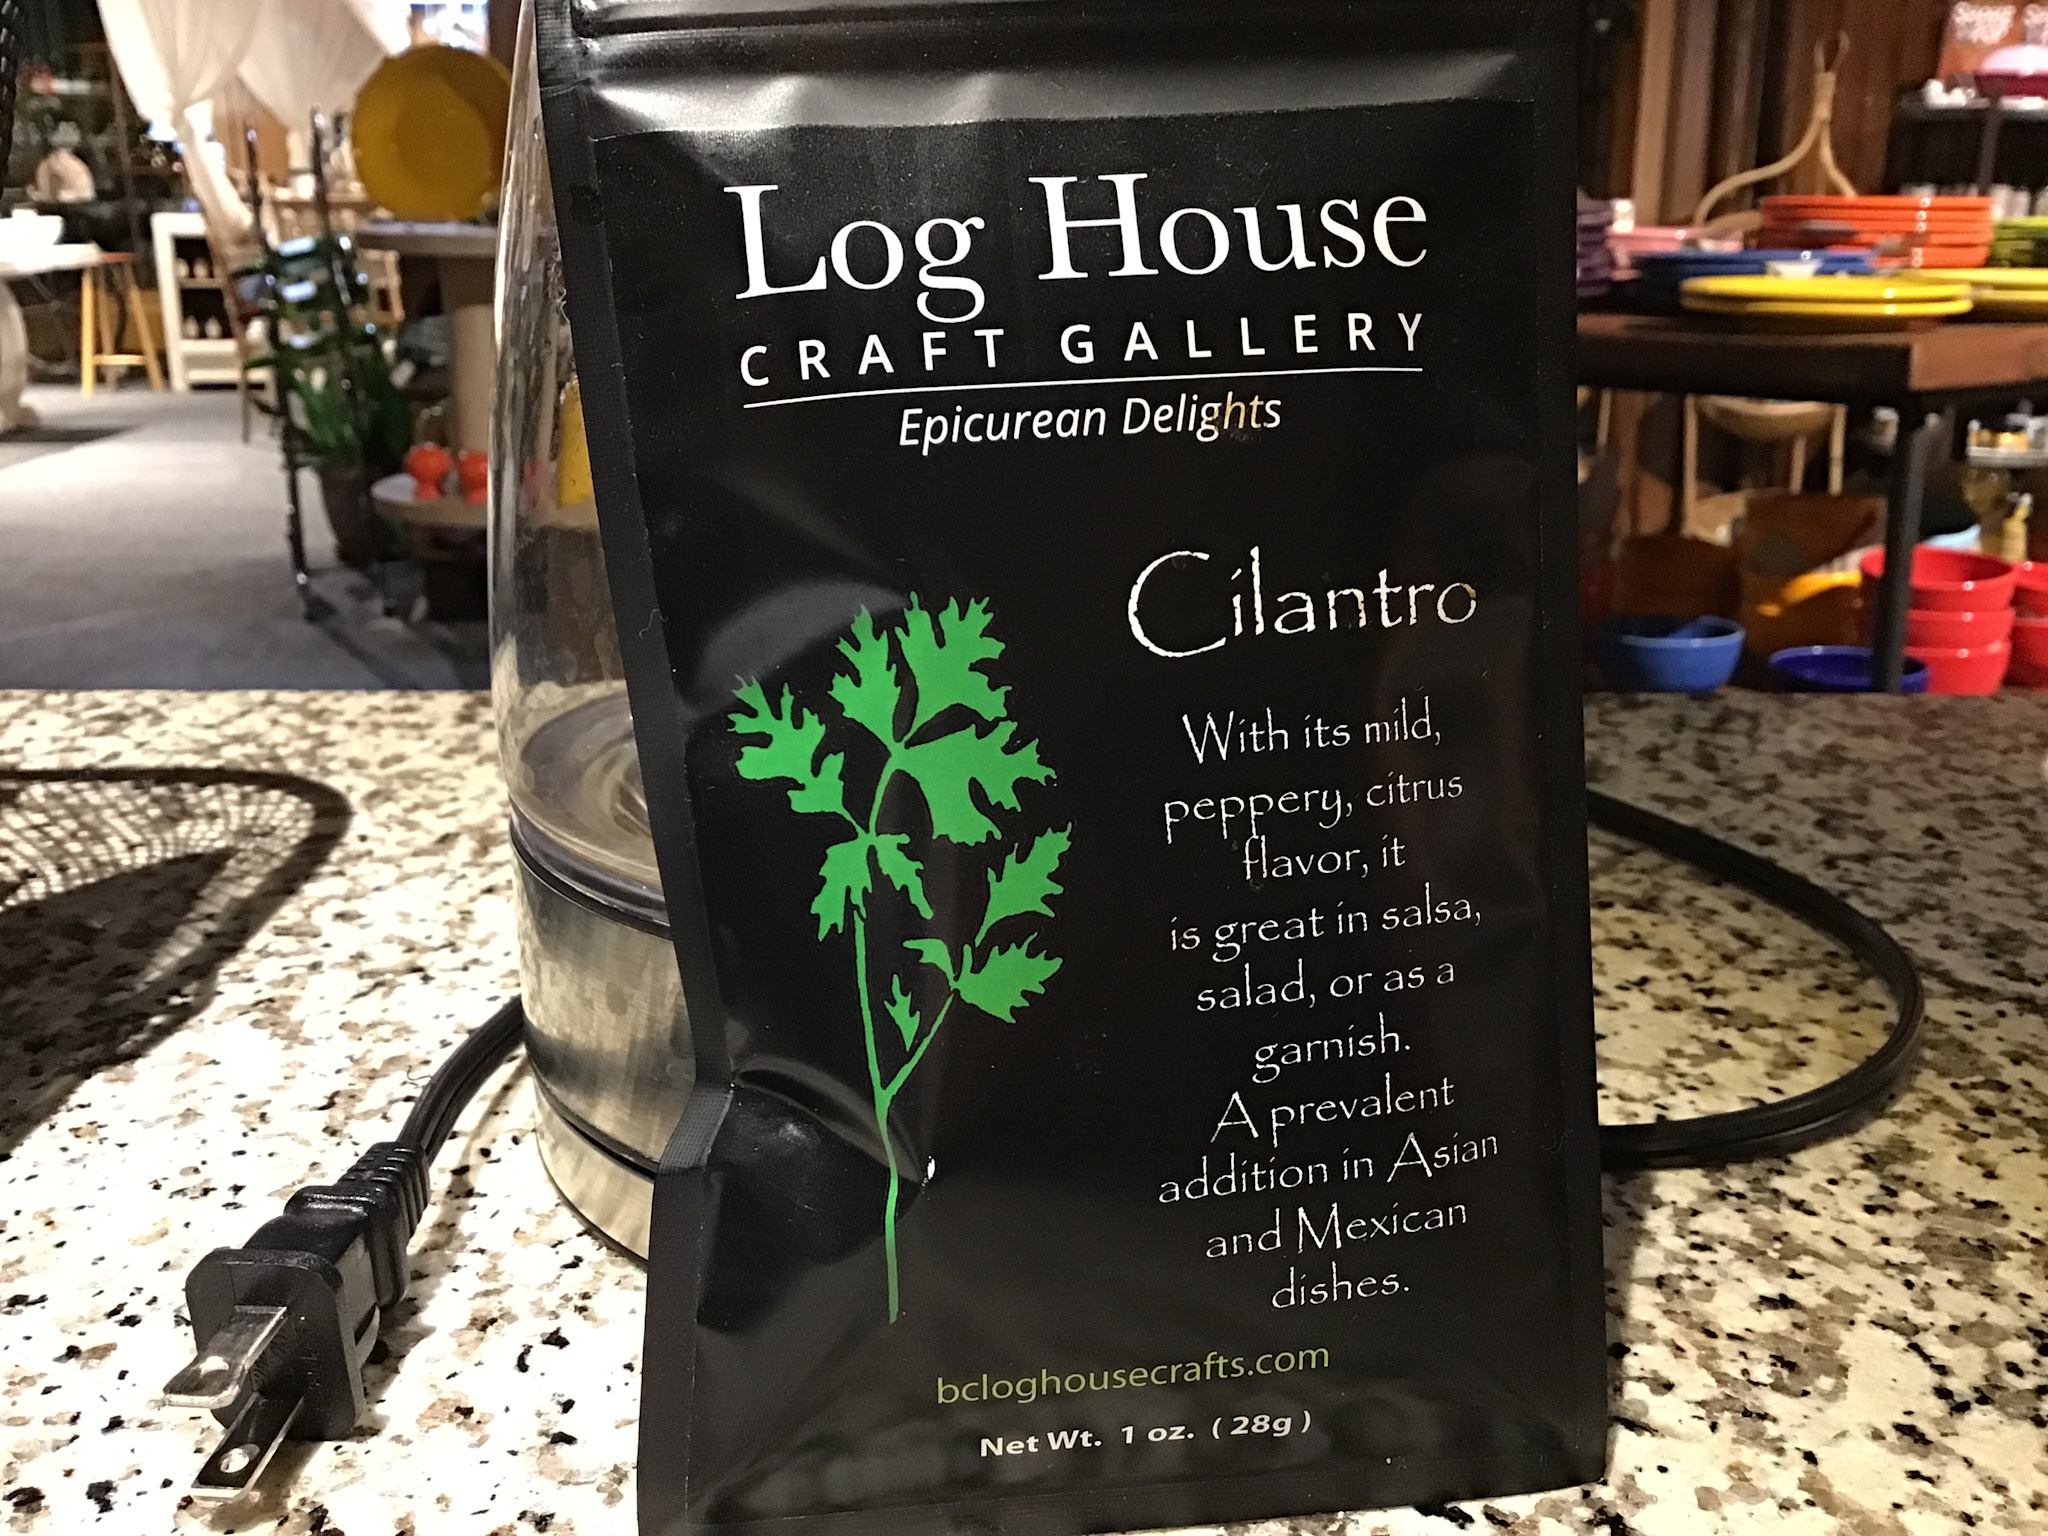 Log House
CRAFT GALLERY
Epicurean Delights
Cilantro
With its mild,
peppery, citrus
flavor, it
is great in salsa,
salad, or as a
garnish.
A prevalent
addition in Asian
and Mexican
dishes.
bcloghousecrafts.com
Net Wt. 1 oz. ( 28g )